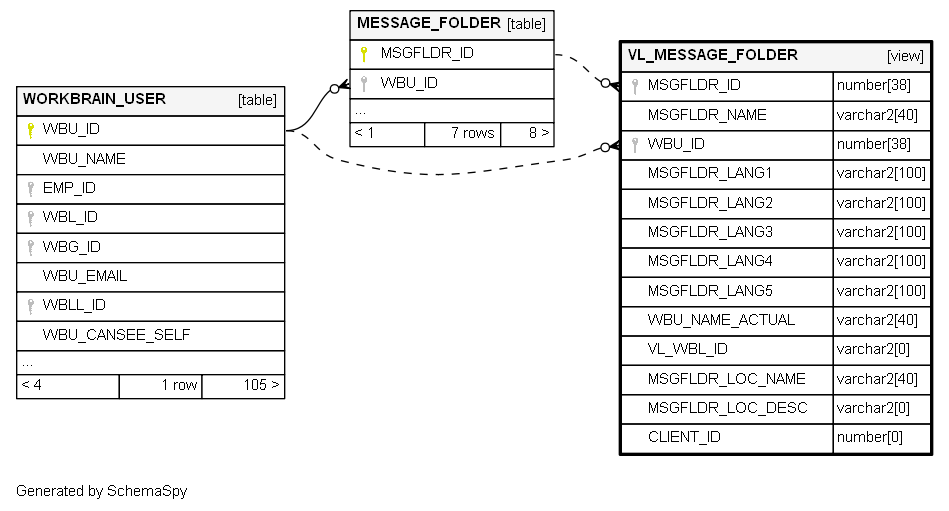 MESSAGE_FOLDER [table]
MSGFLDR_ID
WBU_ID
...
< 1 7 rows 8 >
WORKBRAIN_USER [table]
WBU_ID
WBU_NAME
EMP_ID
WBL_ID
WBG_ID
WBU_EMAIL
WBLL_ID
WBU_CANSEE_SELF
...
< 4 1 row 105 >
VL_MESSAGE_FOLDER [view]
MSGFLDR_ID number[38]
MSGFLDR_NAME varchar2[40]
WBU_ID number[38]
MSGFLDR_LANG1 varchar2[100]
MSGFLDR_LANG2 varchar2[100]
MSGFLDR_LANG3 varchar2[100]
MSGFLDR_LANG4 varchar2[100]
MSGFLDR_LANG5 varchar2[100]
WBU_NAME_ACTUAL varchar2[40]
VL_WBL_ID varchar2[0]
MSGFLDR_LOC_NAME varchar2[40]
MSGFLDR_LOC_DESC varchar2[0]
CLIENT_ID number[0]
Generated by SchemaSpy